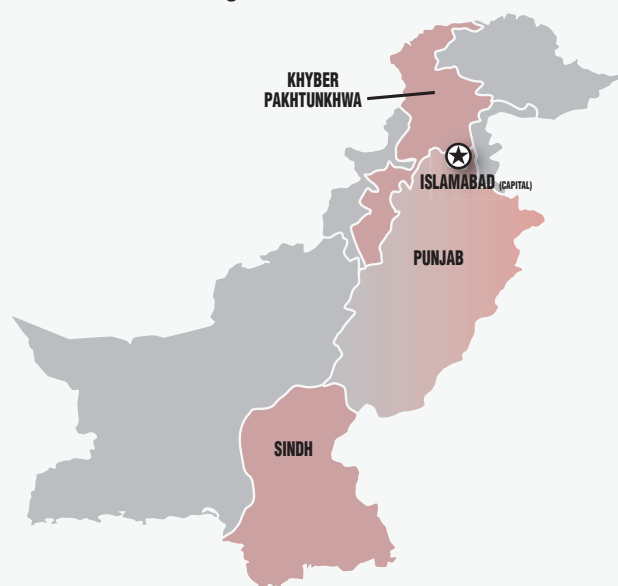 KHYBER
PAKHTUNKHWA
ISLAMABAD (CAPITAL)
PUNJAB
SINDH